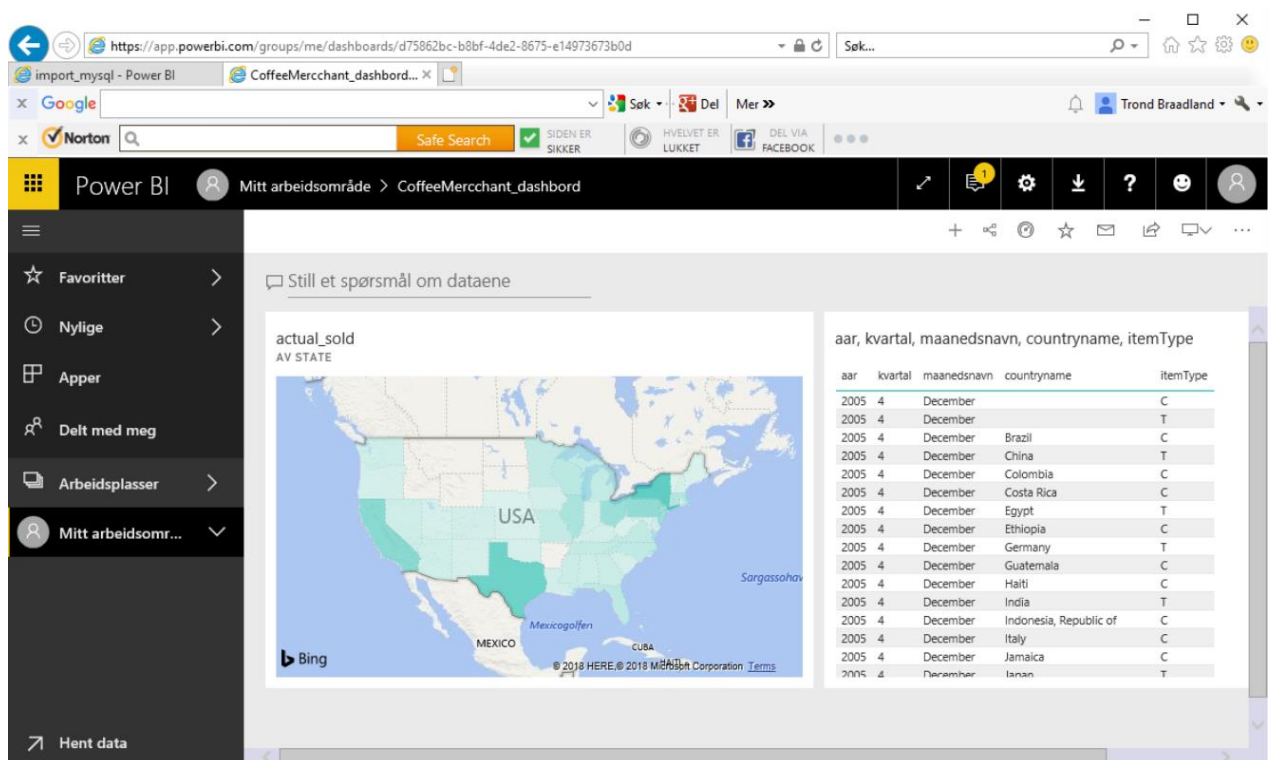 https://app.powerbi.com/groups/me/dashboards/d75862bc-b8bf-4de2-8675-e14973673b0d
Søk...
import_mysql - Power BI
CoffeeMercchant_dashbord...
x Google
Søk
Del
Mer »
Trond Braadland
x Norton
Safe Search
SIDEN ER SIKKER
HVELVET ER LUKKET
DEL VIA FACEBOOK
Power BI
Mitt arbeidsområde > CoffeeMercchant_dashbord
1
?
Favoritter
Nylige
Apper
Delt med meg
Arbeidsplasser
Mitt arbeidsomr...
Hent data
Still et spørsmål om dataene
actual_sold
AV STATE
USA
Sargassohav
Mexicogolfen
MEXICO
CUBA
Bing
© 2018 HERE,© 2018 Microsoft Corporation Terms
aar, kvartal, maanedsnavn, countryname, itemType
aar kvartal maanedsnavn countryname itemType
2005 4 December C
2005 4 December T
2005 4 December Brazil C
2005 4 December China T
2005 4 December Colombia C
2005 4 December Costa Rica C
2005 4 December Egypt T
2005 4 December Ethiopia C
2005 4 December Germany T
2005 4 December Guatemala C
2005 4 December Haiti C
2005 4 December India T
2005 4 December Indonesia, Republic of C
2005 4 December Italy C
2005 4 December Jamaica C
2005 4 December Japan T